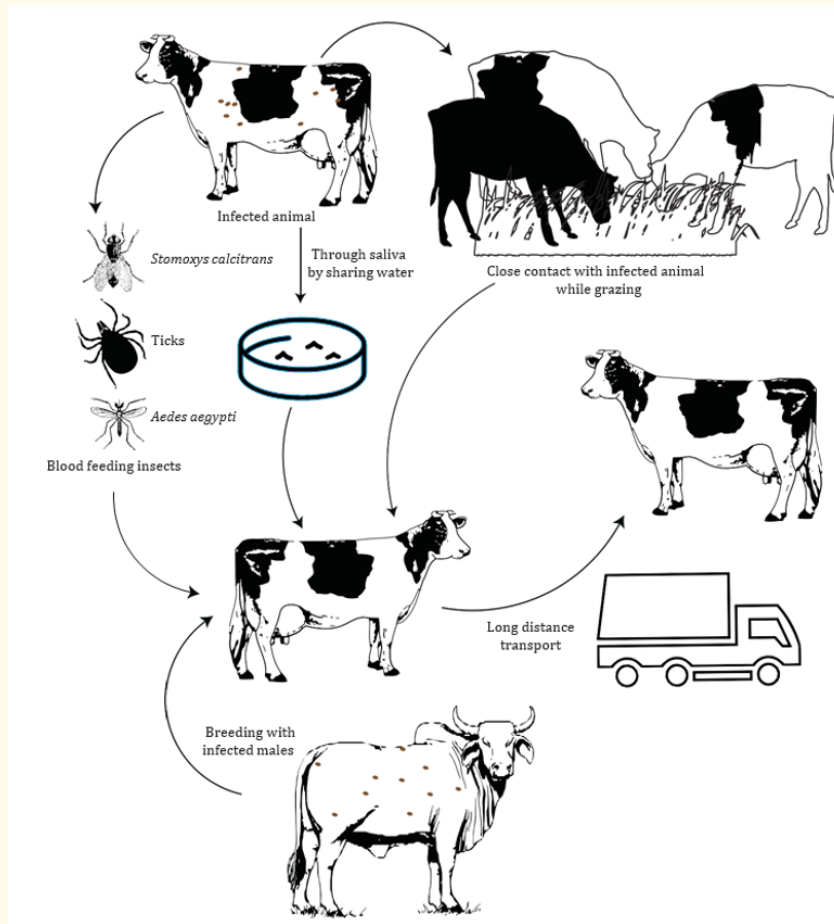 Infected animal
Stomoxys calcitrans
Through saliva
by sharing water
Close contact with infected animal
while grazing
Ticks
Aedes aegypti
Blood feeding insects
Long distance
transport
Breeding with
infected males